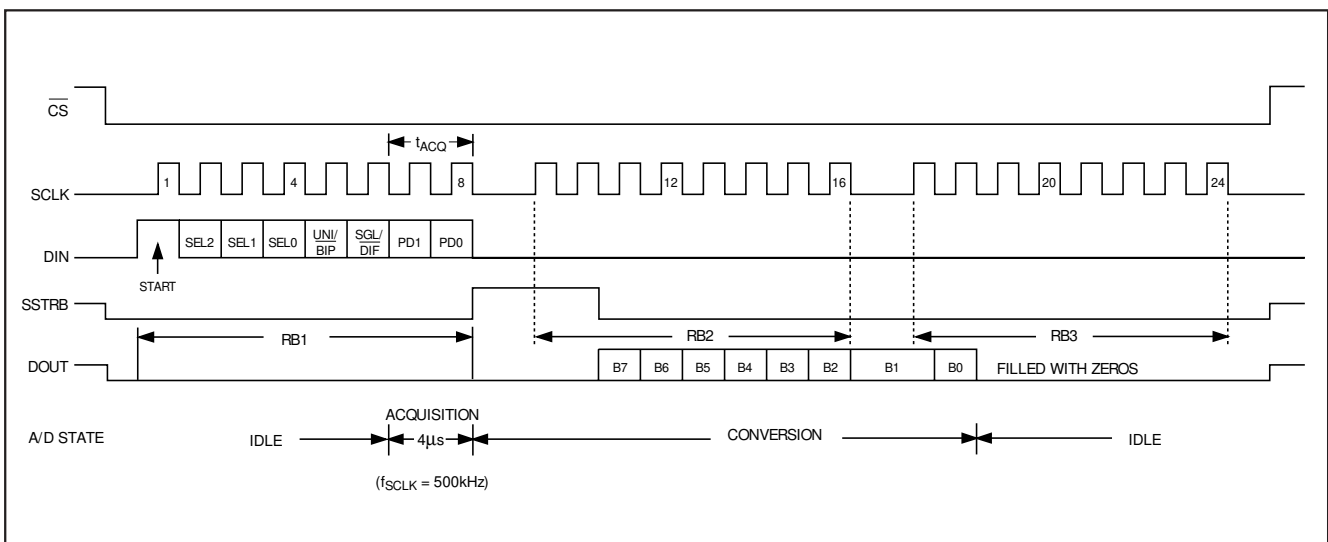 CS
tACQ
SCLK 1 4 8 12 16 20 24
DIN SEL2 SEL1 SEL0 UNI/ BIP SGL/ DIF PD1 PD0
START
SSTRB
RB1 RB2 RB3
DOUT B7 B6 B5 B4 B3 B2 B1 B0 FILLED WITH ZEROS
ACQUISITION
A/D STATE IDLE 4µs CONVERSION IDLE
(fSCLK = 500kHz)